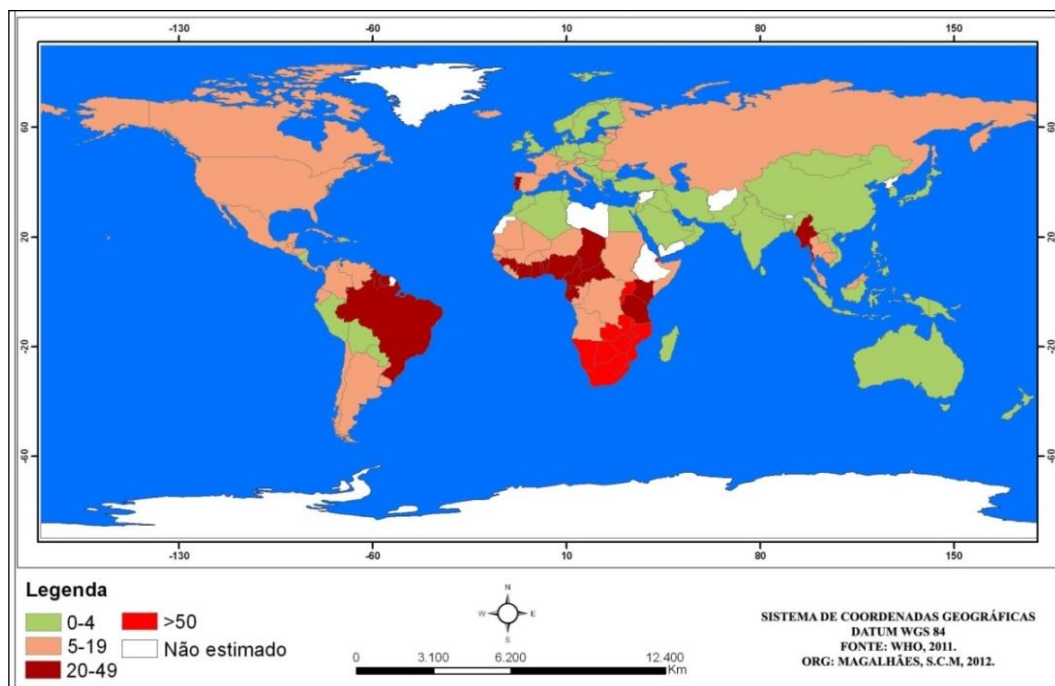 -130 -60 10 80 150
60 60
20 20
-20 -20
-60 -60
-130 -60 10 80 150
Legenda
0-4 >50
5-19 Não estimado
20-49
N
W E
S
0 3.100 6.200 12.400
Km
SISTEMA DE COORDENADAS GEOGRÁFICAS
DATUM WGS 84
FONTE: WHO, 2011.
ORG: MAGALHÃES, S.C.M, 2012.